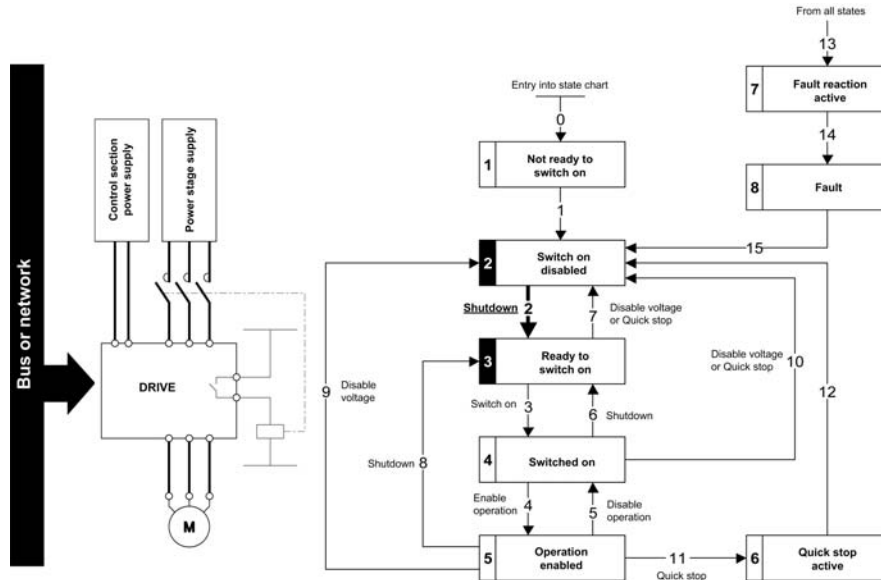 From all states
13
7
Fault reaction
active
14
8
Fault
15
Entry into state chart
0
1
Not ready to
switch on
1
2
Switch on
disabled
Shutdown 2
7
Disable voltage
or Quick stop
3
Ready to
switch on
Switch on 3
6 Shutdown
Disable voltage
or Quick stop
10
12
4
Switched on
Enable
operation
4
5
Disable
operation
5
Operation
enabled
11
Quick stop
6
Quick stop
active
9 Disable
voltage
Shutdown 8
Bus or network
Control section
power supply
Power stage
supply
DRIVE
M